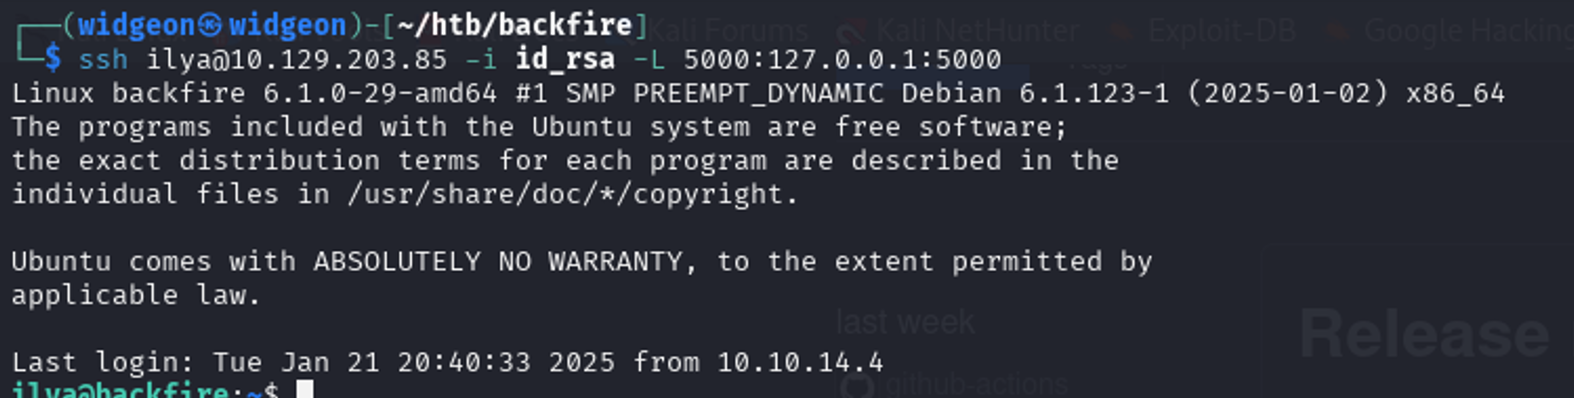 ┌──(widgeon㉿widgeon)-[~/htb/backfire]
└─$ ssh ilya@10.129.203.85 -i id_rsa -L 5000:127.0.0.1:5000
Linux backfire 6.1.0-29-amd64 #1 SMP PREEMPT_DYNAMIC Debian 6.1.123-1 (2025-01-02) x86_64
The programs included with the Ubuntu system are free software;
the exact distribution terms for each program are described in the
individual files in /usr/share/doc/*/copyright.
Ubuntu comes with ABSOLUTELY NO WARRANTY, to the extent permitted by
applicable law.
Last login: Tue Jan 21 20:40:33 2025 from 10.10.14.4
ilya@backfire:~$
Kali Forums
Kali NetHunter
Exploit-DB
Google Hacking
Tags
last week
Release
github-actions